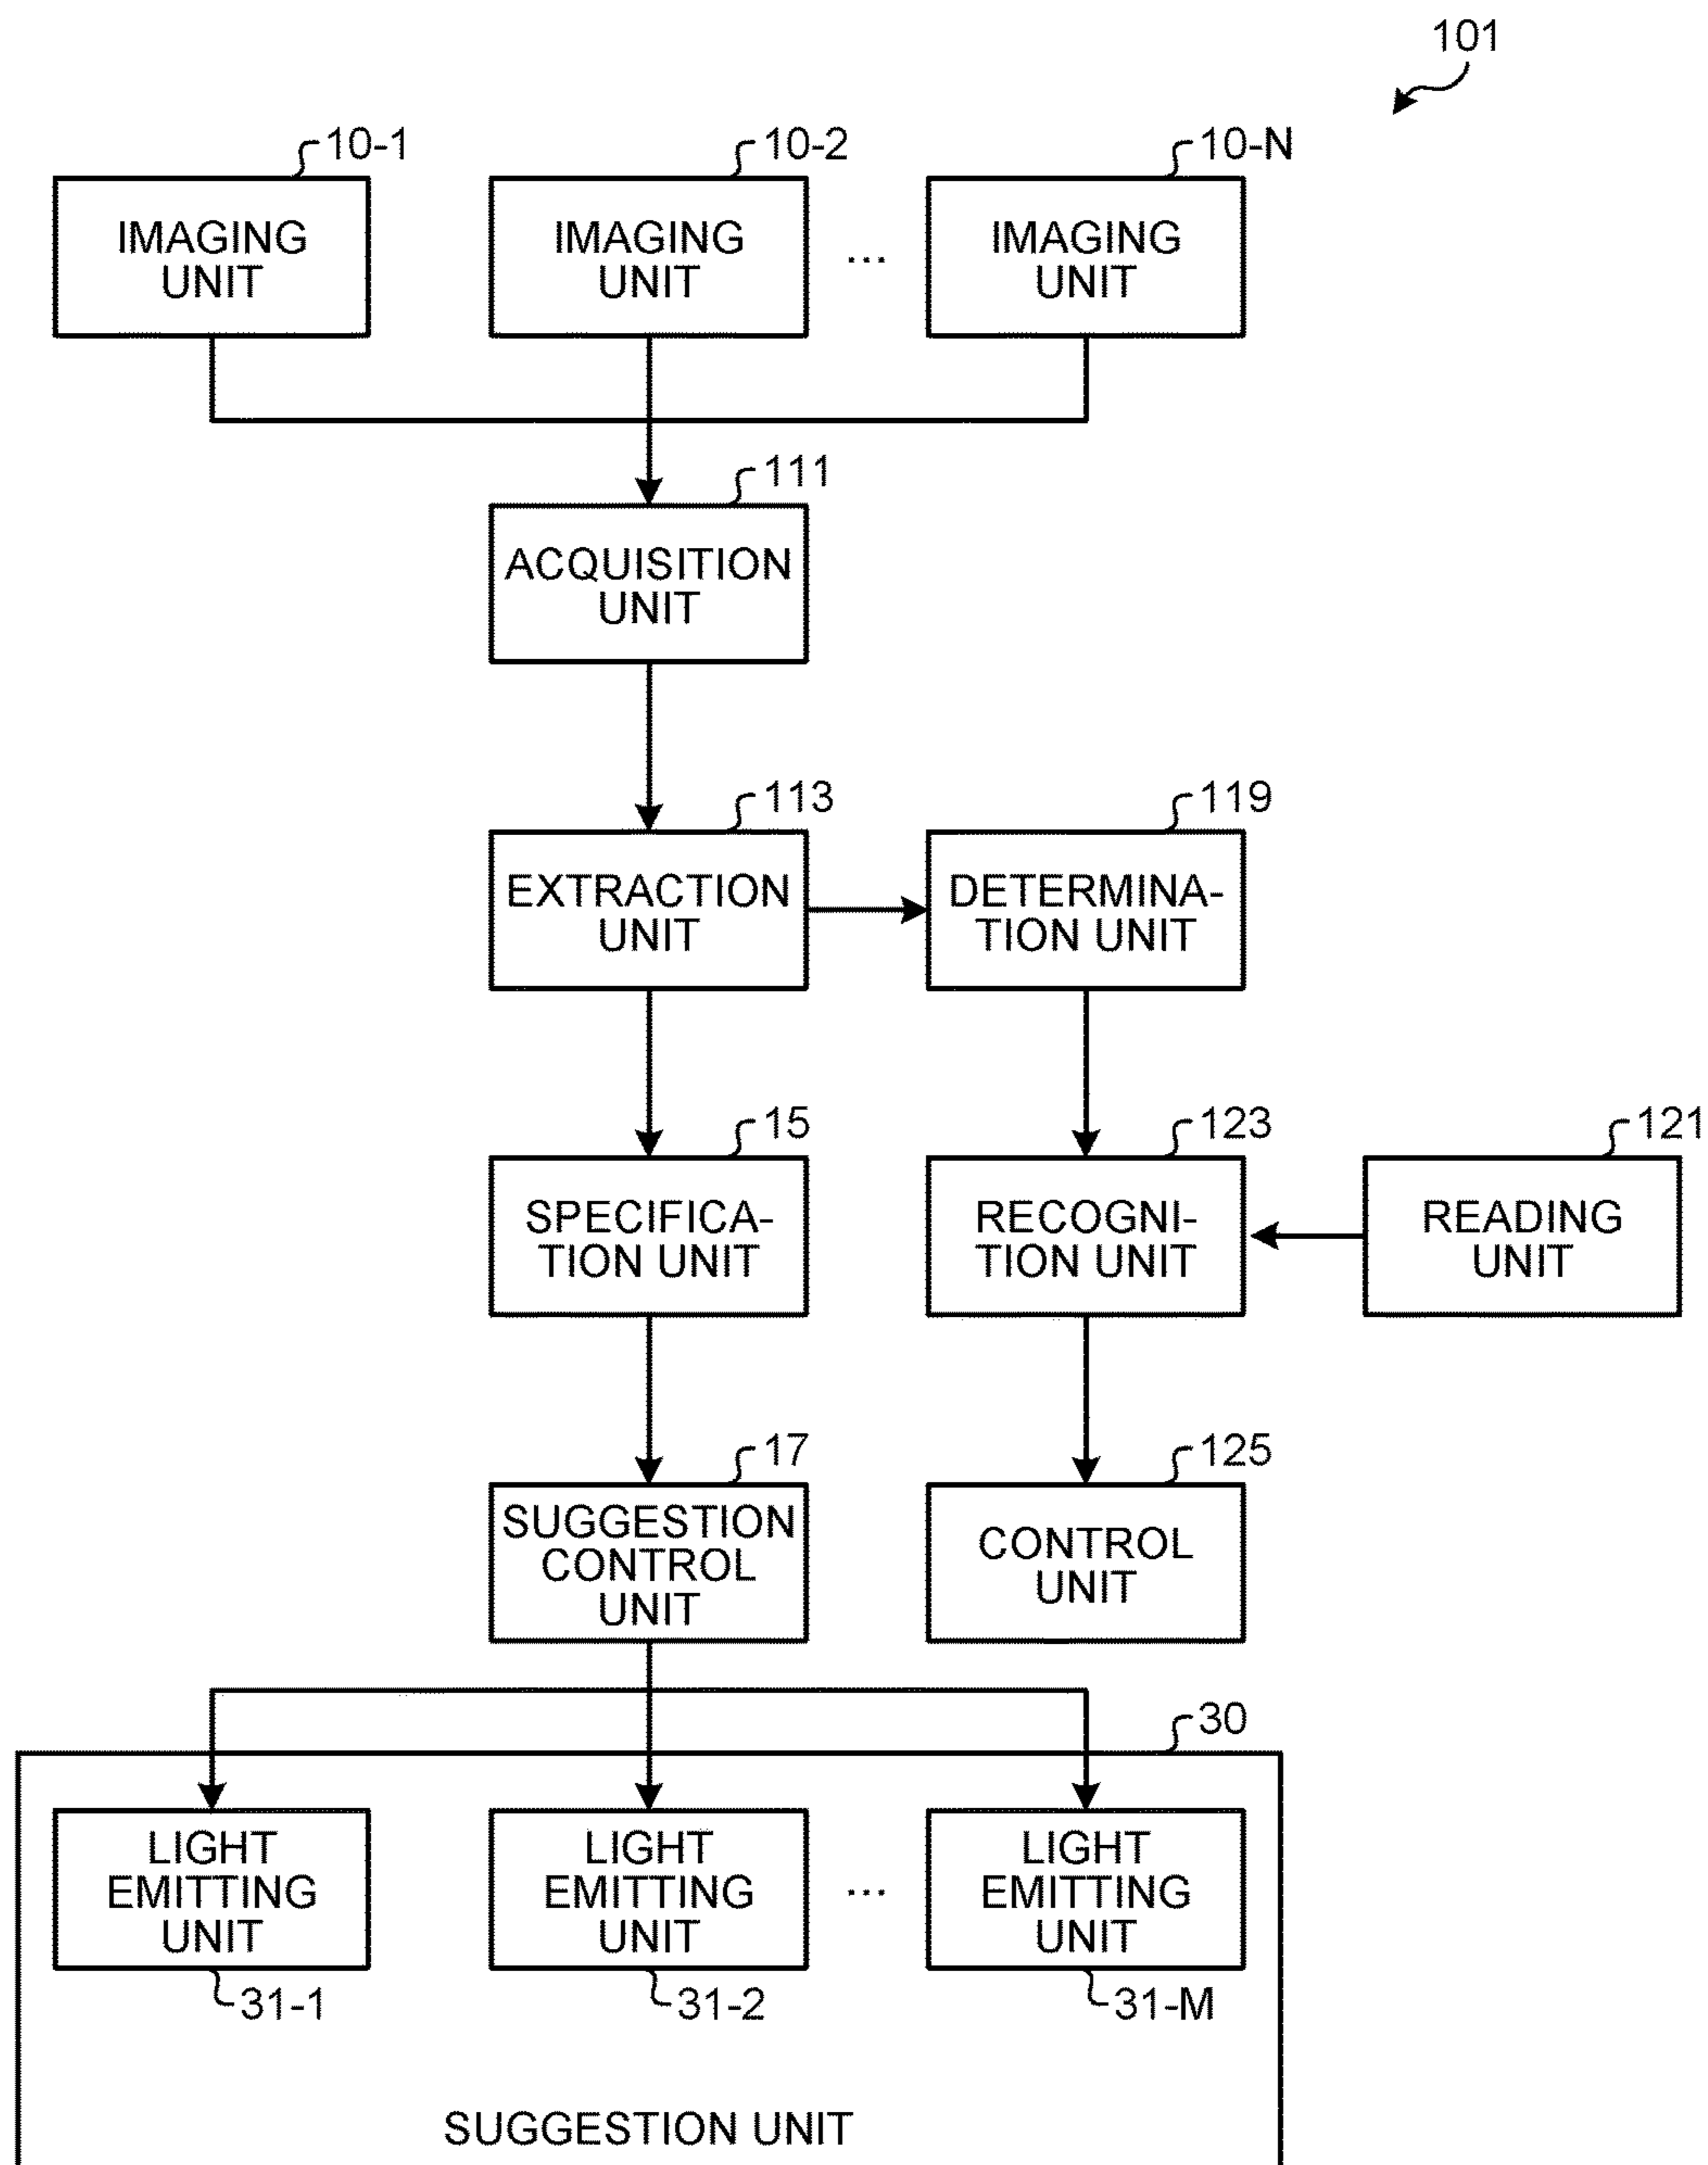 101
10-1
10-2
10-N
IMAGING
UNIT
IMAGING
UNIT
...
IMAGING
UNIT
111
ACQUISITION
UNIT
113
119
EXTRACTION
UNIT
DETERMINA-
TION UNIT
15
123
121
SPECIFICA-
TION UNIT
RECOGNI-
TION UNIT
READING
UNIT
17
125
SUGGESTION
CONTROL
UNIT
CONTROL
UNIT
30
LIGHT
EMITTING
UNIT
LIGHT
EMITTING
UNIT
...
LIGHT
EMITTING
UNIT
31-1
31-2
31-M
SUGGESTION UNIT